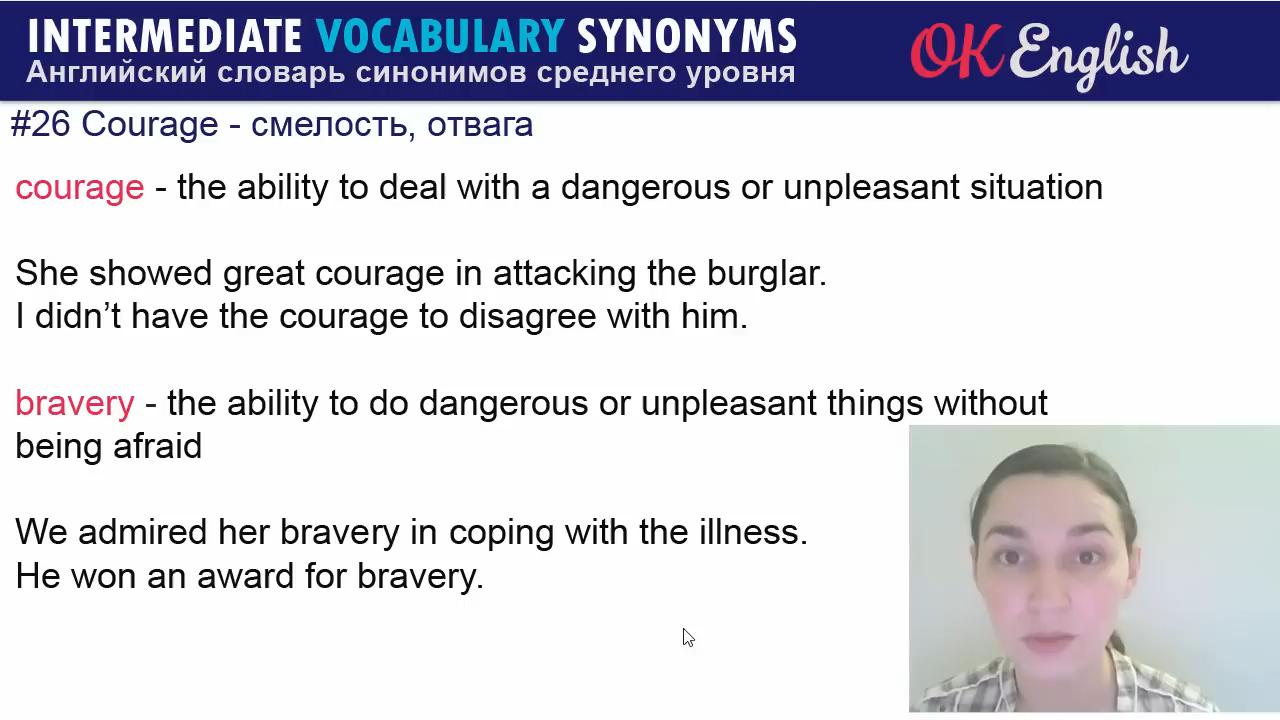 INTERMEDIATE VOCABULARY SYNONYMS
Английский словарь синонимов среднего уровня
OK English
#26 Courage - смелость, отвага
courage - the ability to deal with a dangerous or unpleasant situation
She showed great courage in attacking the burglar.
I didn’t have the courage to disagree with him.
bravery - the ability to do dangerous or unpleasant things without
being afraid
We admired her bravery in coping with the illness.
He won an award for bravery.